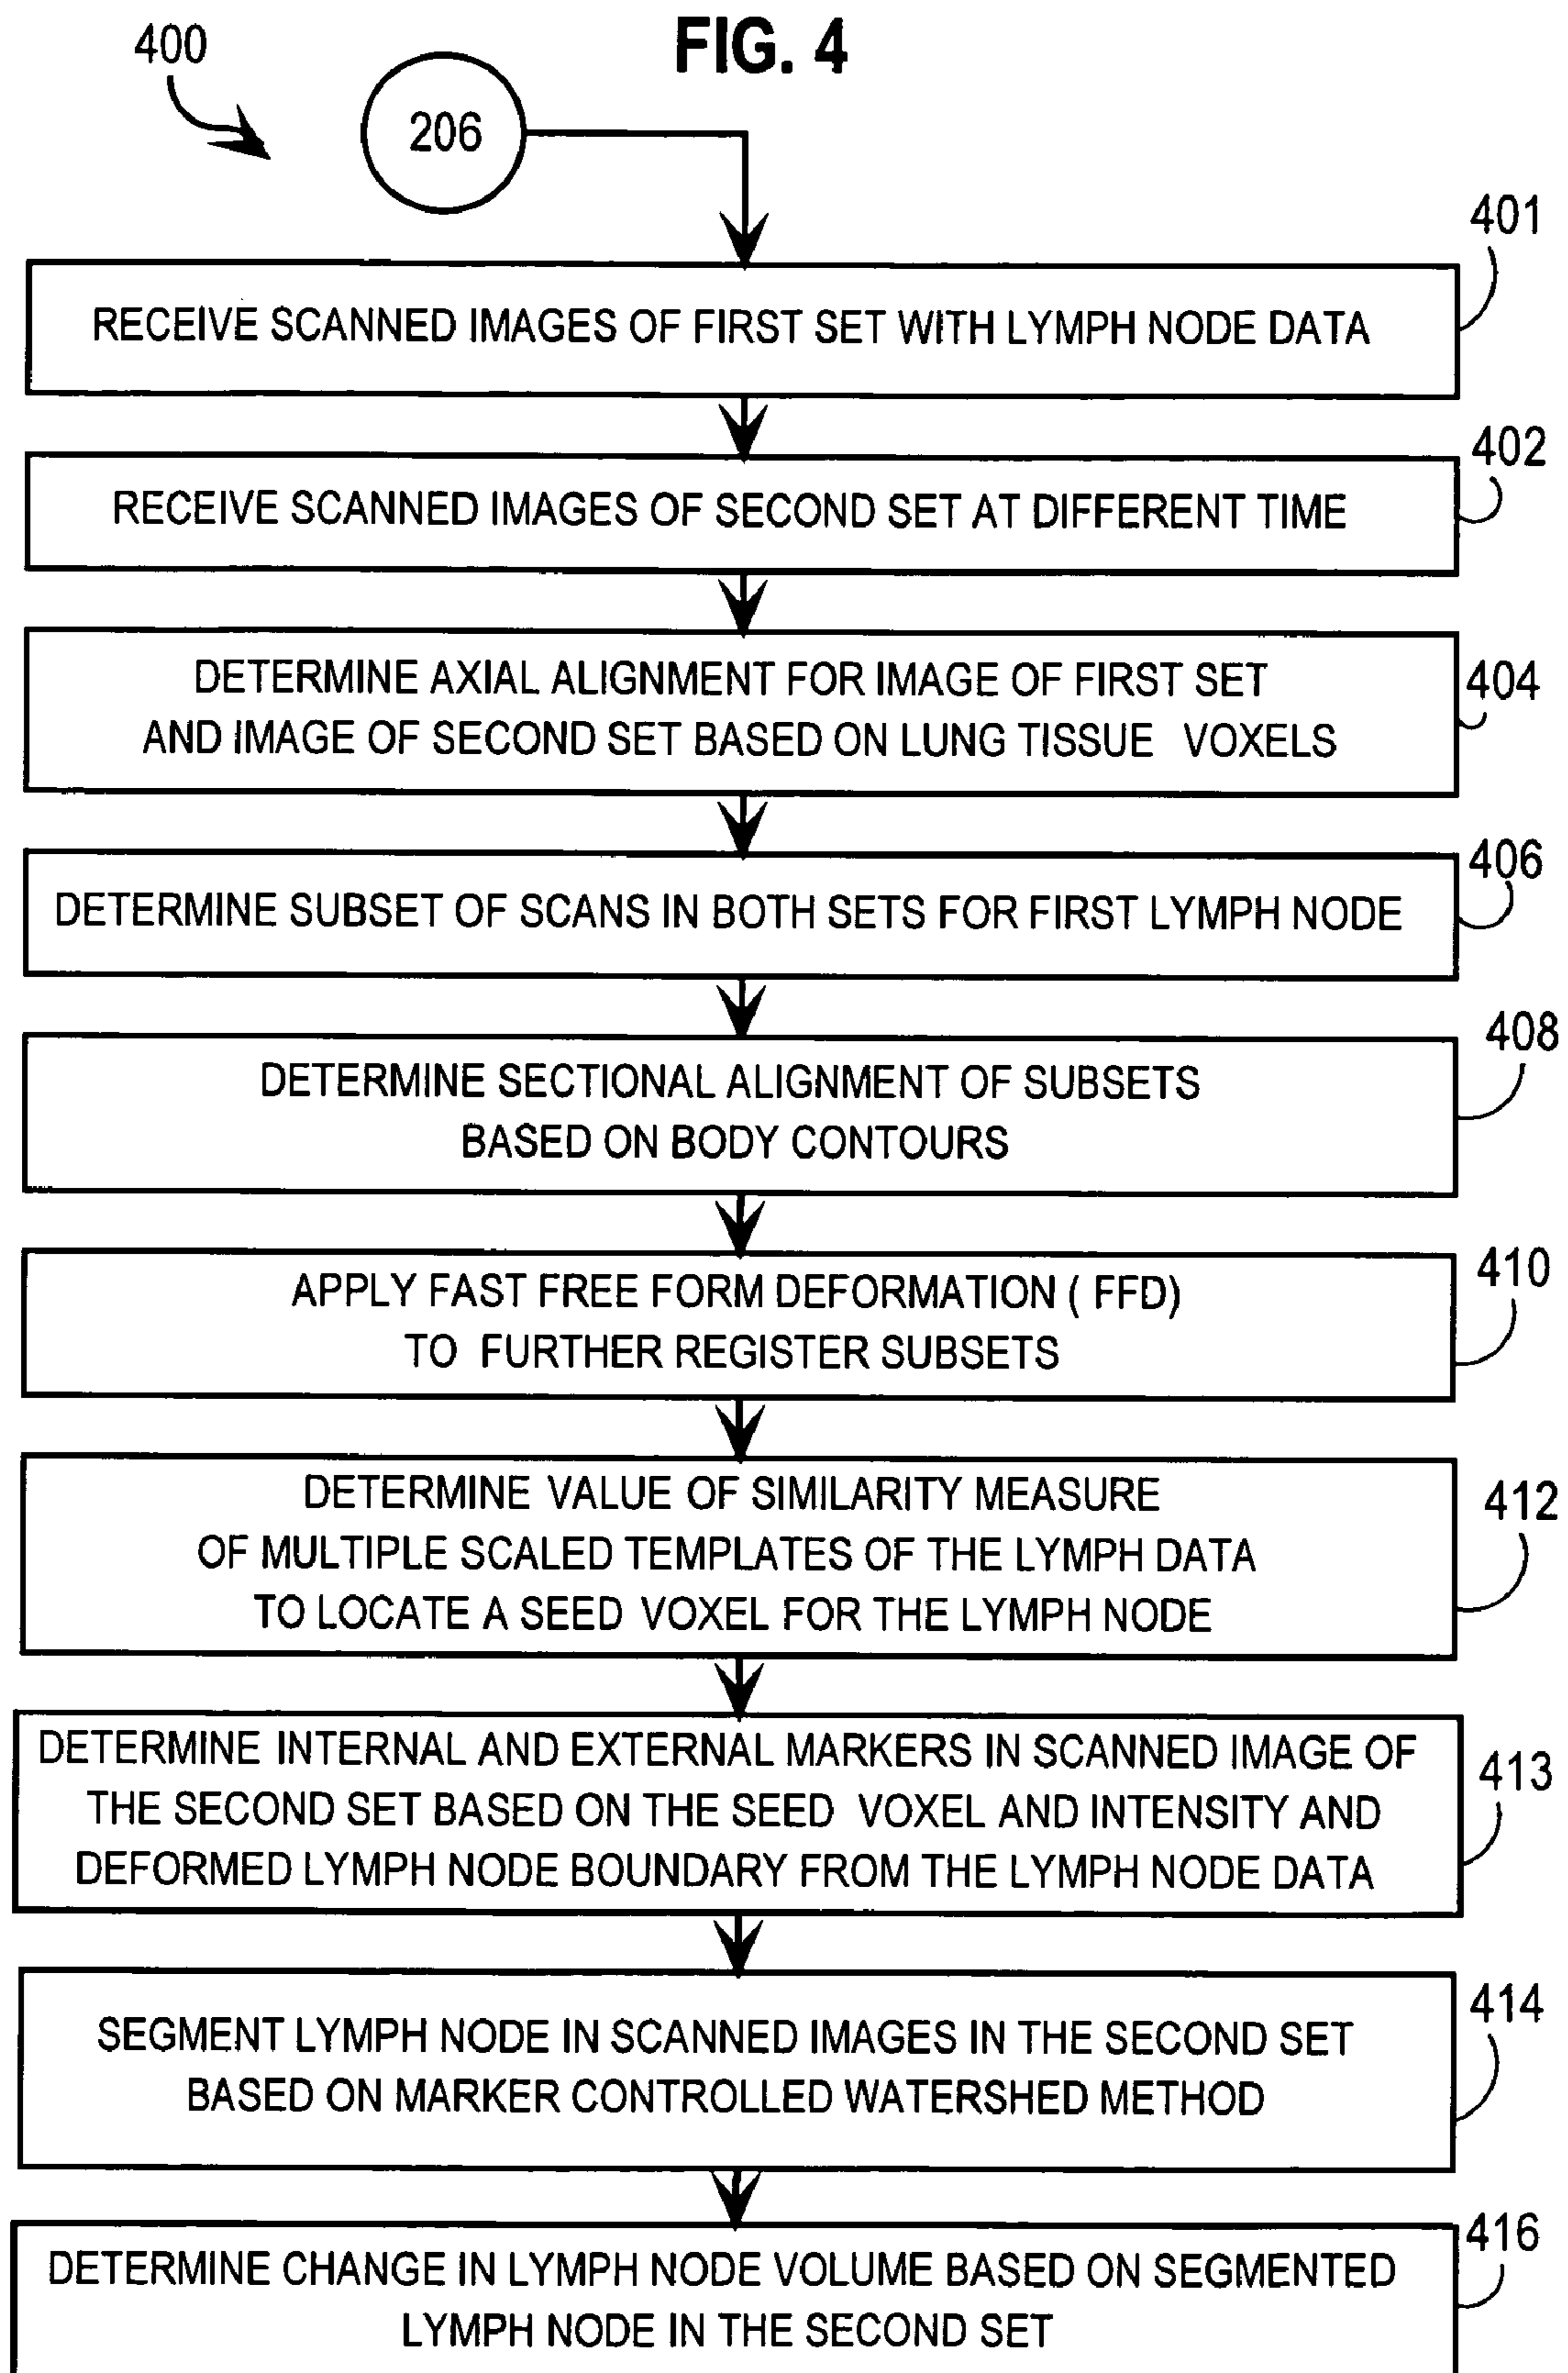 FIG. 4
400
206
401
RECEIVE SCANNED IMAGES OF FIRST SET WITH LYMPH NODE DATA
402
RECEIVE SCANNED IMAGES OF SECOND SET AT DIFFERENT TIME
404
DETERMINE AXIAL ALIGNMENT FOR IMAGE OF FIRST SET
AND IMAGE OF SECOND SET BASED ON LUNG TISSUE VOXELS
406
DETERMINE SUBSET OF SCANS IN BOTH SETS FOR FIRST LYMPH NODE
408
DETERMINE SECTIONAL ALIGNMENT OF SUBSETS
BASED ON BODY CONTOURS
410
APPLY FAST FREE FORM DEFORMATION ( FFD)
TO FURTHER REGISTER SUBSETS
412
DETERMINE VALUE OF SIMILARITY MEASURE
OF MULTIPLE SCALED TEMPLATES OF THE LYMPH DATA
TO LOCATE A SEED VOXEL FOR THE LYMPH NODE
413
DETERMINE INTERNAL AND EXTERNAL MARKERS IN SCANNED IMAGE OF
THE SECOND SET BASED ON THE SEED VOXEL AND INTENSITY AND
DEFORMED LYMPH NODE BOUNDARY FROM THE LYMPH NODE DATA
414
SEGMENT LYMPH NODE IN SCANNED IMAGES IN THE SECOND SET
BASED ON MARKER CONTROLLED WATERSHED METHOD
416
DETERMINE CHANGE IN LYMPH NODE VOLUME BASED ON SEGMENTED
LYMPH NODE IN THE SECOND SET